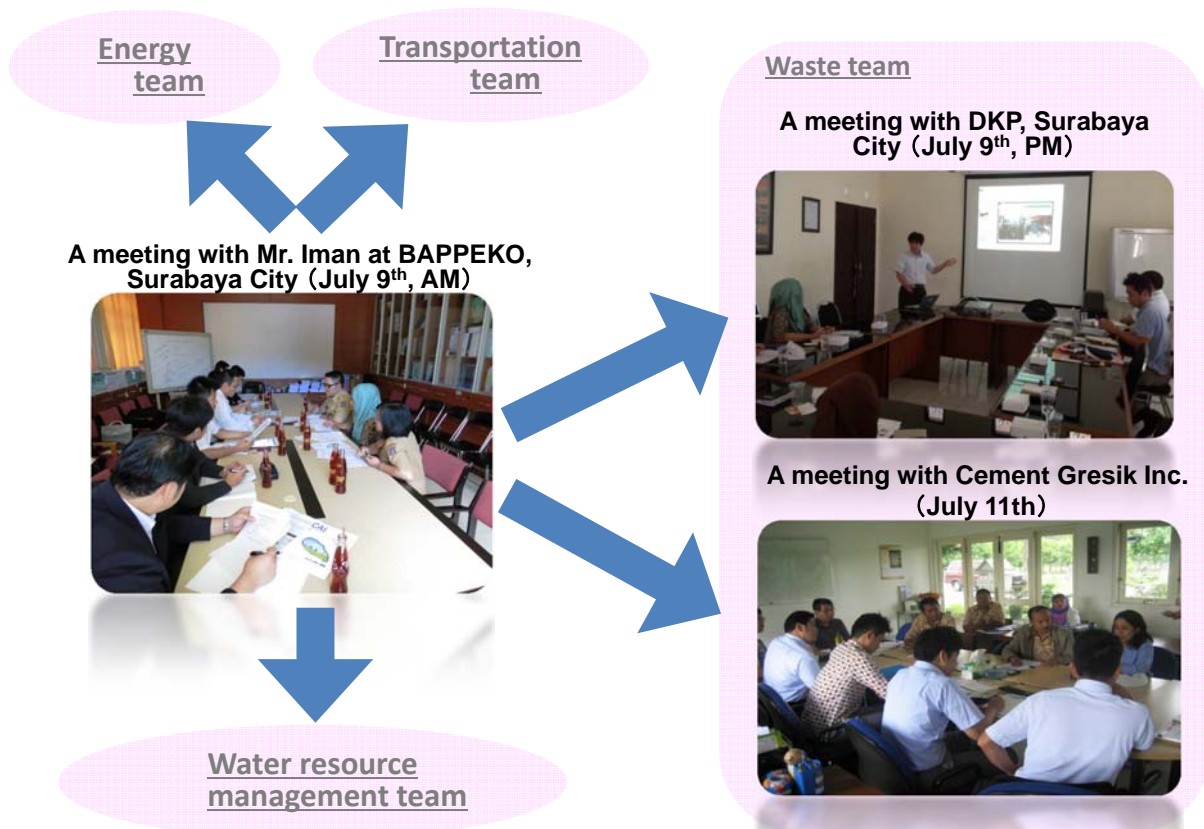 Energy
team
Transportation
team
Waste team
A meeting with DKP, Surabaya
City（July 9th, PM）
A meeting with Mr. Iman at BAPPEKO,
Surabaya City（July 9th, AM）
A meeting with Cement Gresik Inc.
（July 11th）
Water resource
management team